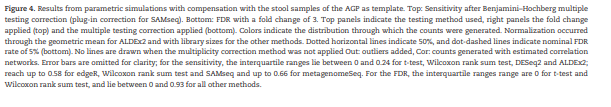 Figure 4. Results from parametric simulations with compensation with the stool samples of the AGP as template. Top: Sensitivity after Benjamini–Hochberg multiple
testing correction (plug-in correction for SAMseq). Bottom: FDR with a fold change of 3. Top panels indicate the testing method used, right panels the fold change
applied (top) and the multiple testing correction applied (bottom). Colors indicate the distribution through which the counts were generated. Normalization occurred
through the geometric mean for ALDEx2 and with library sizes for the other methods. Dotted horizontal lines indicate 50%, and dot-dashed lines indicate nominal FDR
rate of 5% (bottom). No lines are drawn when the multiplicity correction method was not applied Out: outliers added, Cor: counts generated with estimated correlation
networks. Error bars are omitted for clarity; for the sensitivity, the interquartile ranges lie between 0 and 0.24 for t-test, Wilcoxon rank sum test, DESeq2 and ALDEx2;
reach up to 0.58 for edgeR, Wilcoxon rank sum test and SAMseq and up to 0.66 for metagenomeSeq. For the FDR, the interquartile ranges range are 0 for t-test and
Wilcoxon rank sum test, and lie between 0 and 0.93 for all other methods.